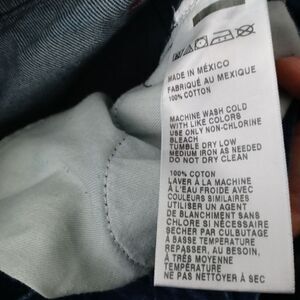 MADE IN MÉXICO
FABRIQUÉ AU MEXIQUE
100% COTTON
MACHINE WASH COLD
WITH LIKE COLORS
USE ONLY NON-CHLORINE
BLEACH
TUMBLE DRY LOW
MEDIUM IRON AS NEEDED
DO NOT DRY CLEAN
100% COTON
LAVER À LA MACHINE
À L'EAU FROIDE AVEC
COULEURS SIMILAIRES
UTILISER UN AGENT
DE BLANCHIMENT SANS
CHLORE SI NÉCESSAIRE
SÉCHER PAR CULBUTAGE
À BASSE TEMPÉRATURE
REPASSER, AU BESOIN,
À TRÈS MOYENNE
TEMPÉRATURE
NE PAS NETTOYER À SEC